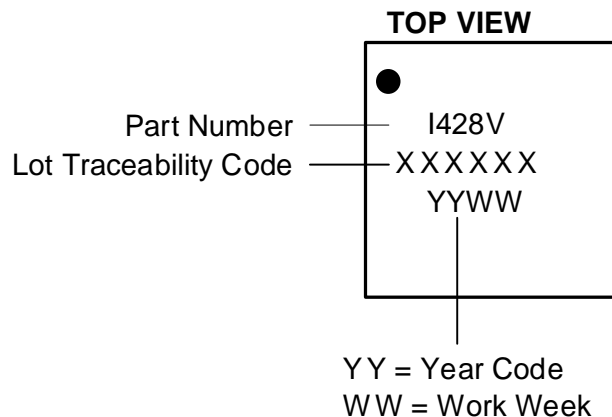 TOP VIEW
Part Number
I428V
Lot Traceability Code
XXXXXX
YYWW
YY = Year Code
WW = Work Week